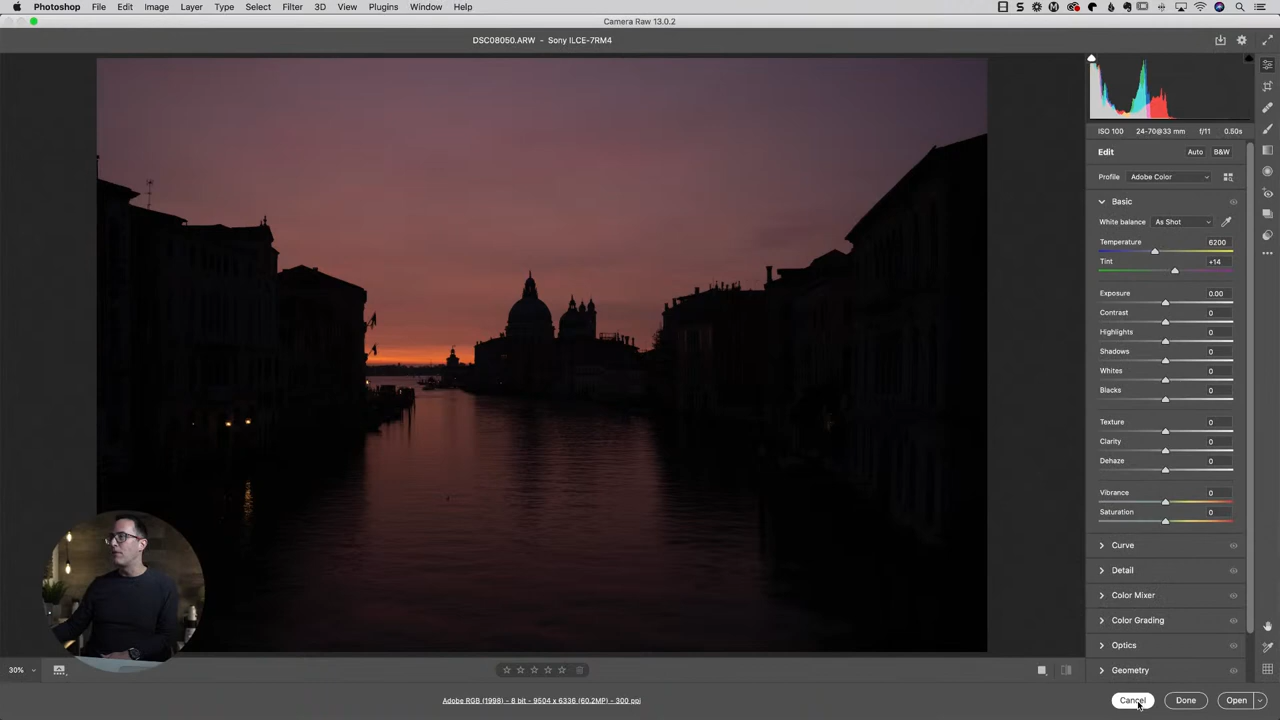 Photoshop File Edit Image Layer Type Select Filter 3D View Plugins Window Help
Camera Raw 13.0.2
DSC08050.ARW - Sony ILCE-7RM4
ISO 100 24-70@33 mm f/11 0.50s
Edit Auto B&W
Profile Adobe Color
Basic
White balance As Shot
Temperature 6200
Tint +14
Exposure 0.00
Contrast 0
Highlights 0
Shadows 0
Whites 0
Blacks 0
Texture 0
Clarity 0
Dehaze 0
Vibrance 0
Saturation 0
Curve
Detail
Color Mixer
Color Grading
Optics
Geometry
30%
Adobe RGB (1998) - 8 bit - 9504 x 6336 (60.2MP) - 300 ppi
Cancel Done Open